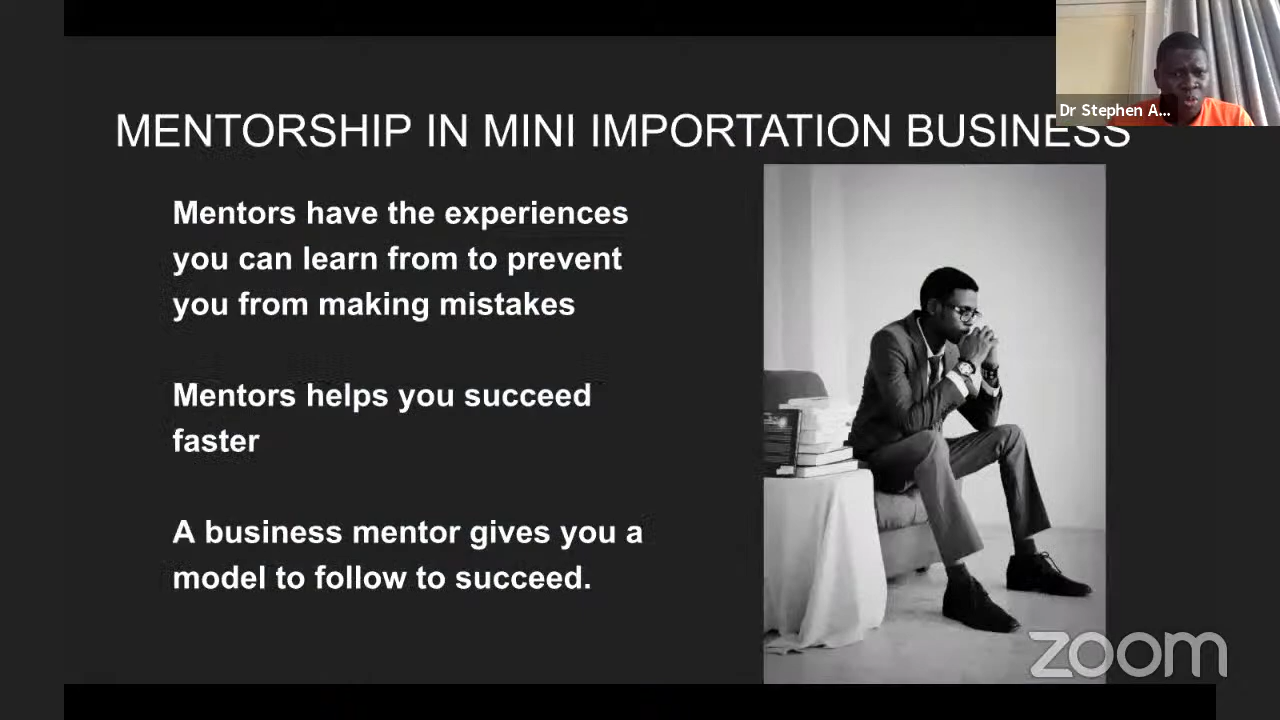 Dr Stephen A...
MENTORSHIP IN MINI IMPORTATION BUSINESS
Mentors have the experiences
you can learn from to prevent
you from making mistakes
Mentors helps you succeed
faster
A business mentor gives you a
model to follow to succeed.
zoom